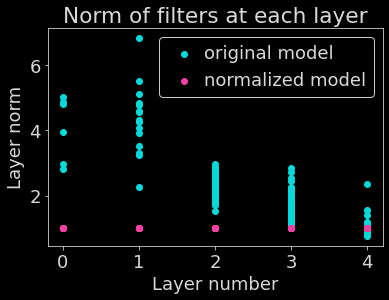 Norm of filters at each layer
original model
normalized model
Layer norm
6
4
2
0 1 2 3 4
Layer number